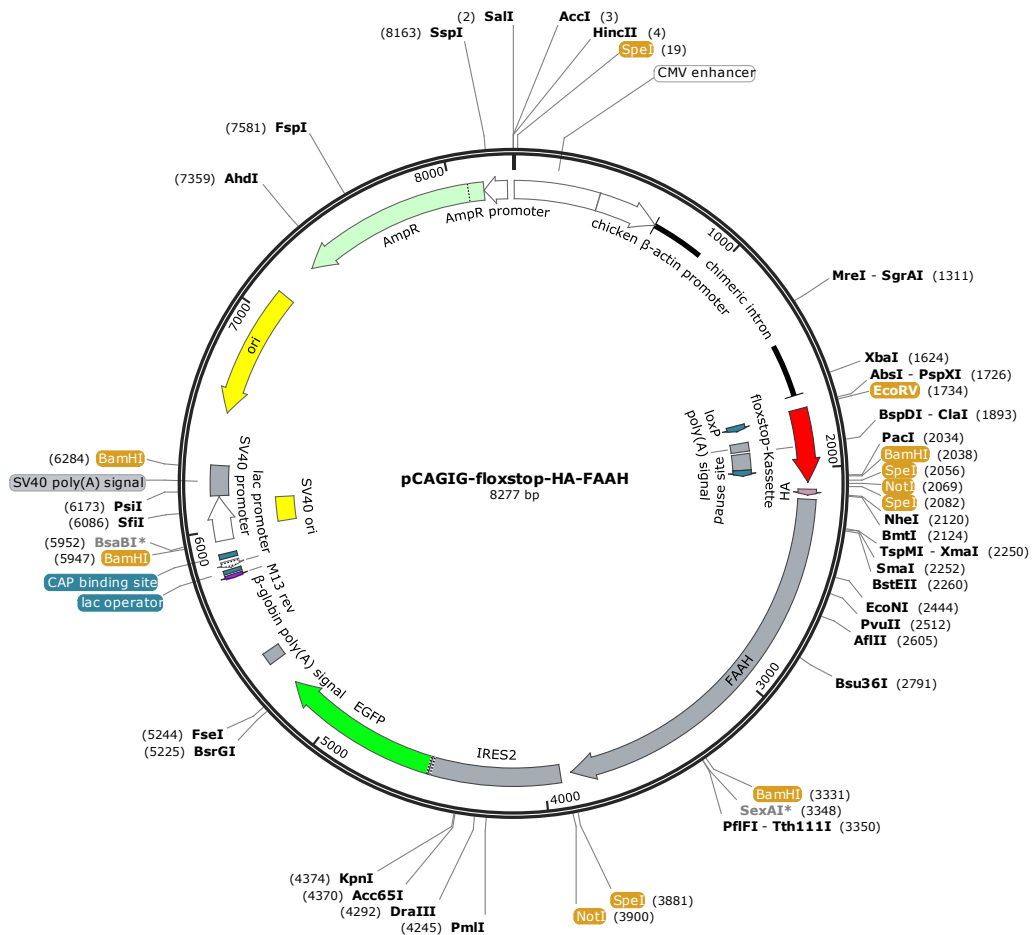 (2) SalI
(8163) SspI
AccI (3)
HincII (4)
SpeI (19)
CMV enhancer
(7581) FspI
(7359) AhdI
8000
1000
2000
3000
4000
5000
6000
7000
AmpR promoter
AmpR
chicken β-actin promoter
chimeric intron
ori
MreI - SgrAI (1311)
XbaI (1624)
AbsI - PspXI (1726)
EcoRV (1734)
BspDI - ClaI (1893)
PacI (2034)
BamHI (2038)
SpeI (2056)
NotI (2069)
SpeI (2082)
NheI (2120)
BmtI (2124)
TspMI - XmaI (2250)
SmaI (2252)
BstEII (2260)
EcoNI (2444)
PvuII (2512)
AflII (2605)
Bsu36I (2791)
loxP
floxstop-Kassette
poly(A) signal
pause site
HA
pCAGIG-floxstop-HA-FAAH
8277 bp
(6284) BamHI
SV40 poly(A) signal
(6173) PsiI
(6086) SfiI
(5952) BsaBI*
(5947) BamHI
CAP binding site
lac operator
SV40 promoter
SV40 ori
lac promoter
M13 rev
β-globin poly(A) signal
FAAH
EGFP
IRES2
(5244) FseI
(5225) BsrGI
BamHI (3331)
SexAI* (3348)
PflFI - Tth111I (3350)
(4374) KpnI
(4370) Acc65I
(4292) DraIII
(4245) PmlI
SpeI (3881)
NotI (3900)